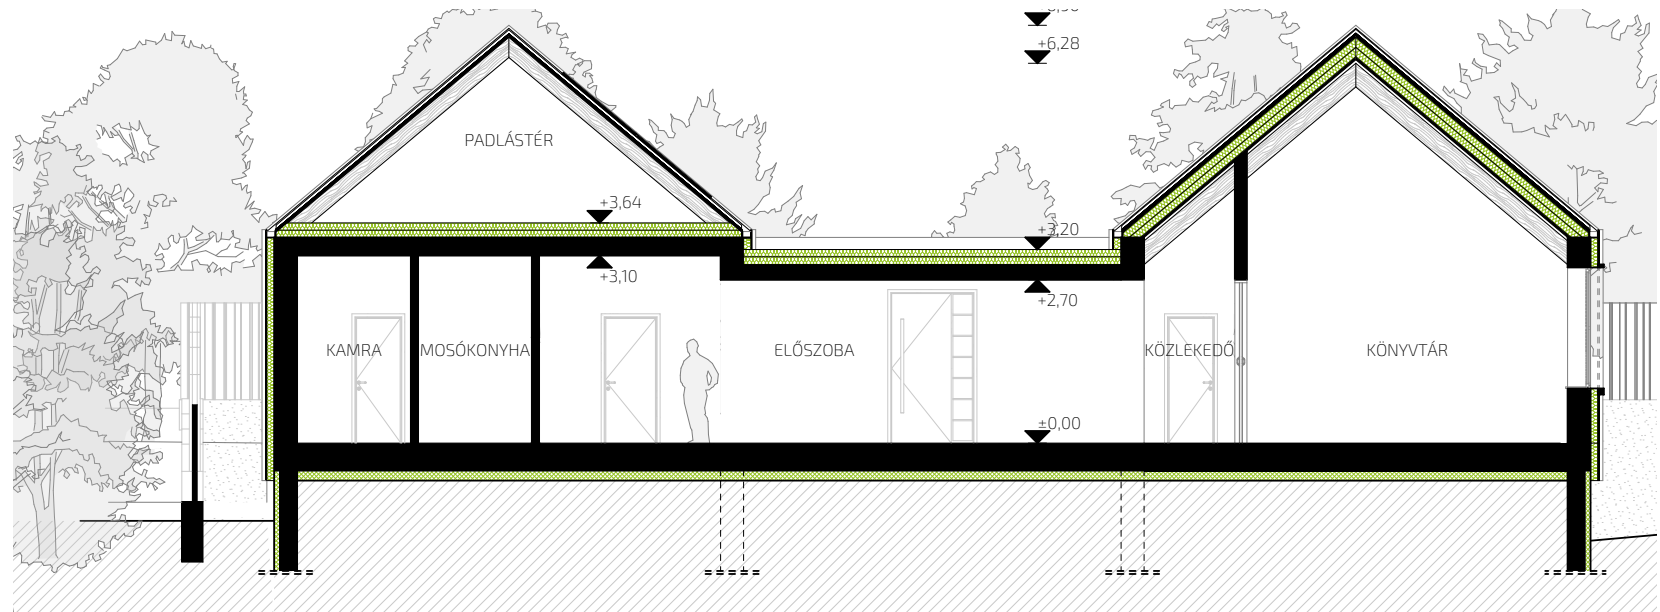 +6,28
PADLÁSTÉR
+3,64
+3,20
+3,10
+2,70
KAMRA
MOSÓKONYHA
ELŐSZOBA
KÖZLEKEDŐ
KÖNYVTÁR
±0,00